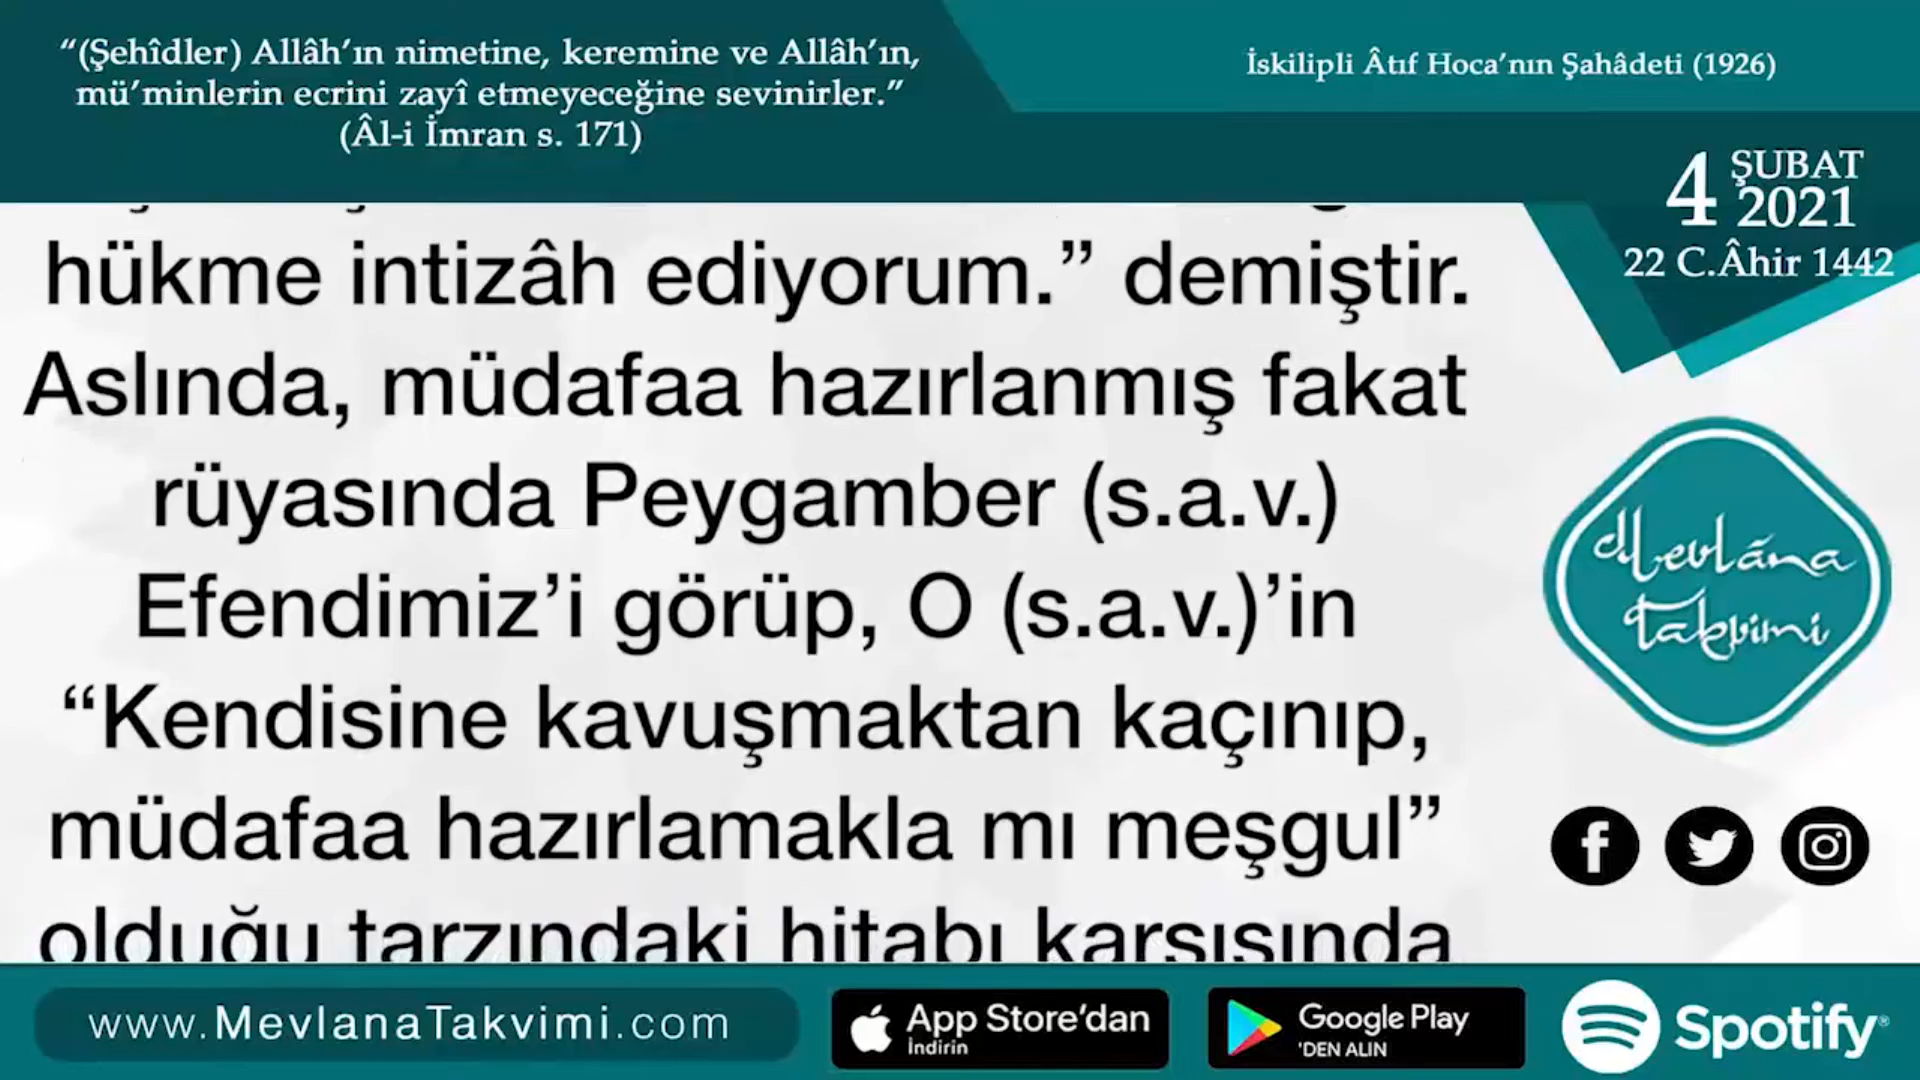 “(Şehîdler) Allâh’ın nimetine, keremine ve Allâh’ın,
mü’minlerin ecrini zayî etmeyeceğine sevinirler.”
(Âl-i İmran s. 171)
İskilipli Âtıf Hoca’nın Şahâdeti (1926)
4 ŞUBAT
2021
22 C.Âhir 1442
hükme intizâh ediyorum.” demiştir.
Aslında, müdafaa hazırlanmış fakat
rüyasında Peygamber (s.a.v.)
Efendimiz’i görüp, O (s.a.v.)’in
“Kendisine kavuşmaktan kaçınıp,
müdafaa hazırlamakla mı meşgul”
olduğu tarzındaki hitabı karşısında
Mevlâna
Takvimi
www.MevlanaTakvimi.com
App Store’dan
İndirin
Google Play
'DEN ALIN
Spotify